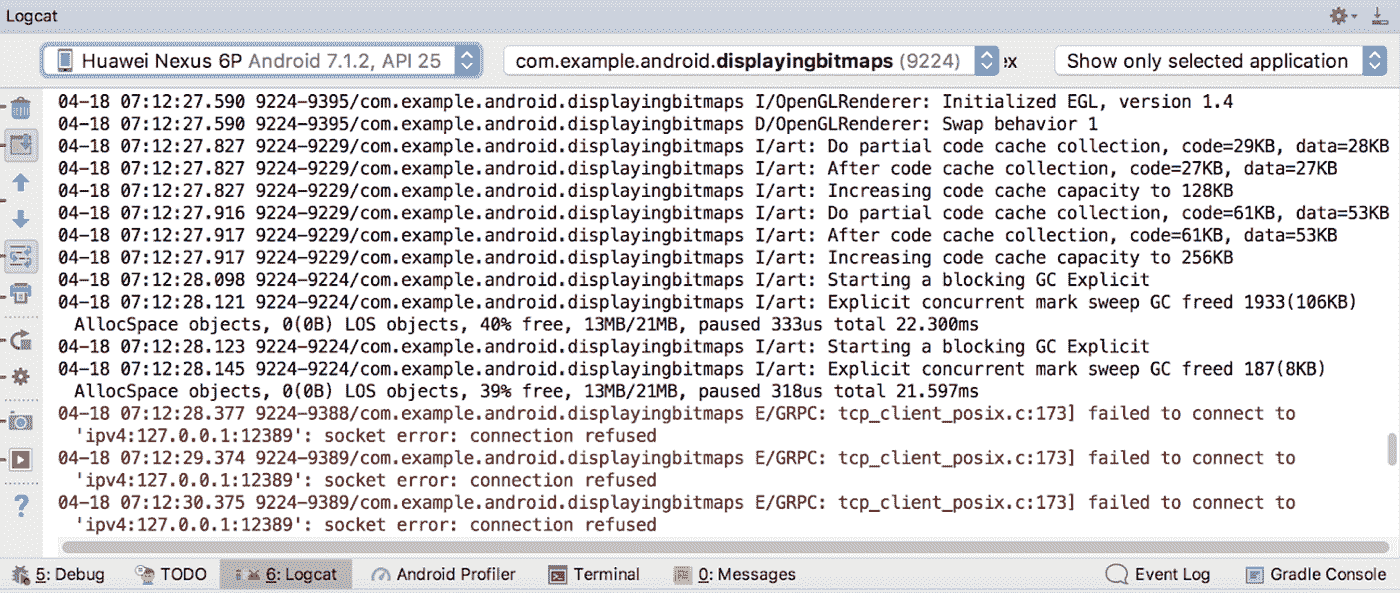 Logcat
Huawei Nexus 6P Android 7.1.2, API 25 com.example.android.displayingbitmaps (9224) Show only selected application
04-18 07:12:27.590 9224-9395/com.example.android.displayingbitmaps I/OpenGLRenderer: Initialized EGL, version 1.4
04-18 07:12:27.590 9224-9395/com.example.android.displayingbitmaps D/OpenGLRenderer: Swap behavior 1
04-18 07:12:27.827 9224-9229/com.example.android.displayingbitmaps I/art: Do partial code cache collection, code=29KB, data=28KB
04-18 07:12:27.827 9224-9229/com.example.android.displayingbitmaps I/art: After code cache collection, code=27KB, data=27KB
04-18 07:12:27.827 9224-9229/com.example.android.displayingbitmaps I/art: Increasing code cache capacity to 128KB
04-18 07:12:27.916 9224-9229/com.example.android.displayingbitmaps I/art: Do partial code cache collection, code=61KB, data=53KB
04-18 07:12:27.917 9224-9229/com.example.android.displayingbitmaps I/art: After code cache collection, code=61KB, data=53KB
04-18 07:12:27.917 9224-9229/com.example.android.displayingbitmaps I/art: Increasing code cache capacity to 256KB
04-18 07:12:28.098 9224-9224/com.example.android.displayingbitmaps I/art: Starting a blocking GC Explicit
04-18 07:12:28.121 9224-9224/com.example.android.displayingbitmaps I/art: Explicit concurrent mark sweep GC freed 1933(106KB)
AllocSpace objects, 0(0B) LOS objects, 40% free, 13MB/21MB, paused 333us total 22.300ms
04-18 07:12:28.123 9224-9224/com.example.android.displayingbitmaps I/art: Starting a blocking GC Explicit
04-18 07:12:28.145 9224-9224/com.example.android.displayingbitmaps I/art: Explicit concurrent mark sweep GC freed 187(8KB)
AllocSpace objects, 0(0B) LOS objects, 39% free, 13MB/21MB, paused 318us total 21.597ms
04-18 07:12:28.377 9224-9388/com.example.android.displayingbitmaps E/GRPC: tcp_client_posix.c:173] failed to connect to
'ipv4:127.0.0.1:12389': socket error: connection refused
04-18 07:12:29.374 9224-9389/com.example.android.displayingbitmaps E/GRPC: tcp_client_posix.c:173] failed to connect to
'ipv4:127.0.0.1:12389': socket error: connection refused
04-18 07:12:30.375 9224-9389/com.example.android.displayingbitmaps E/GRPC: tcp_client_posix.c:173] failed to connect to
'ipv4:127.0.0.1:12389': socket error: connection refused
5: Debug TODO 6: Logcat Android Profiler Terminal 0: Messages Event Log Gradle Console